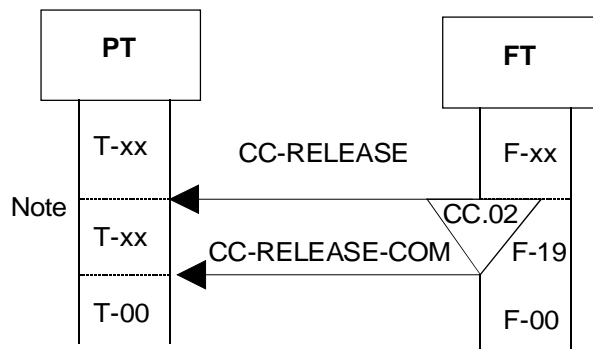 PT
FT
T-xx
CC-RELEASE
F-xx
Note
CC.02
T-xx
CC-RELEASE-COM
F-19
T-00
F-00